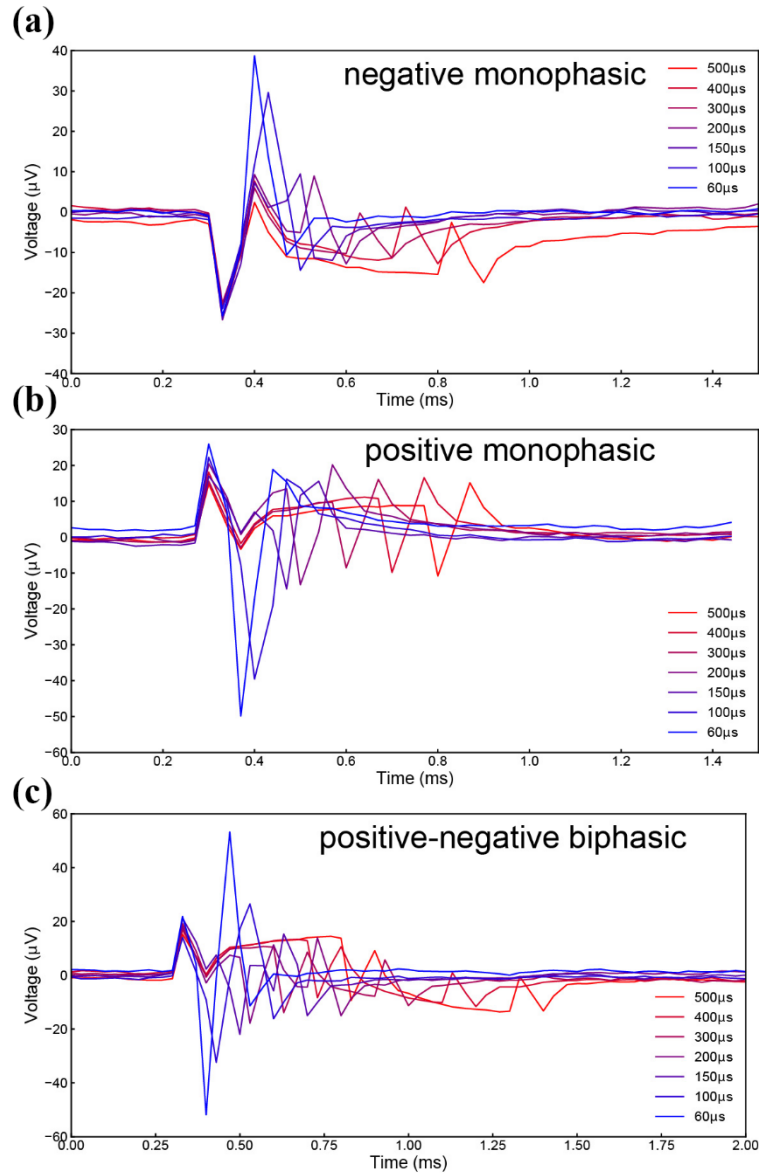 (a)
40
30
20
10
0
−10
−20
−30
−40
Voltage (μV)
negative monophasic
500μs
400μs
300μs
200μs
150μs
100μs
60μs
0.0 0.2 0.4 0.6 0.8 1.0 1.2 1.4
Time (ms)
(b)
30
20
10
0
−10
−20
−30
−40
−50
−60
Voltage (μV)
positive monophasic
500μs
400μs
300μs
200μs
150μs
100μs
60μs
0.0 0.2 0.4 0.6 0.8 1.0 1.2 1.4
Time (ms)
(c)
60
40
20
0
−20
−40
−60
Voltage (μV)
positive-negative biphasic
500μs
400μs
300μs
200μs
150μs
100μs
60μs
0.00 0.25 0.50 0.75 1.00 1.25 1.50 1.75 2.00
Time (ms)